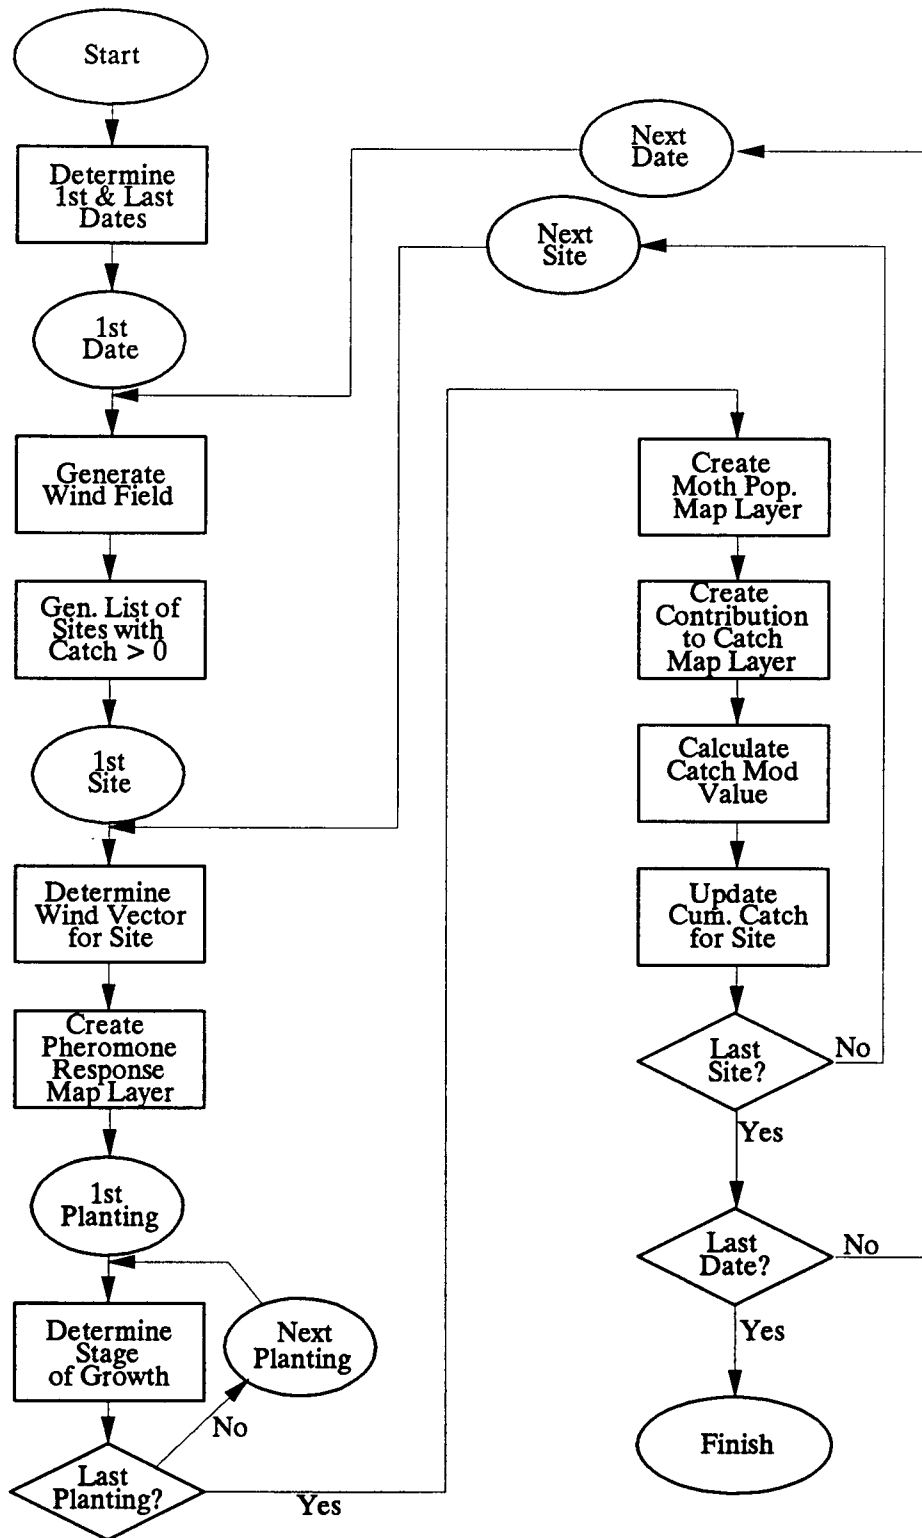 Start
Determine
1st & Last
Dates
1st
Date
Generate
Wind Field
Gen. List of
Sites with
Catch > 0
1st
Site
Determine
Wind Vector
for Site
Create
Pheromone
Response
Map Layer
1st
Planting
Determine
Stage
of Growth
Next
Planting
No
Last
Planting?
Yes
Next
Date
Next
Site
Create
Moth Pop.
Map Layer
Create
Contribution
to Catch
Map Layer
Calculate
Catch Mod
Value
Update
Cum. Catch
for Site
Last
Site?
No
Yes
Last
Date?
No
Yes
Finish